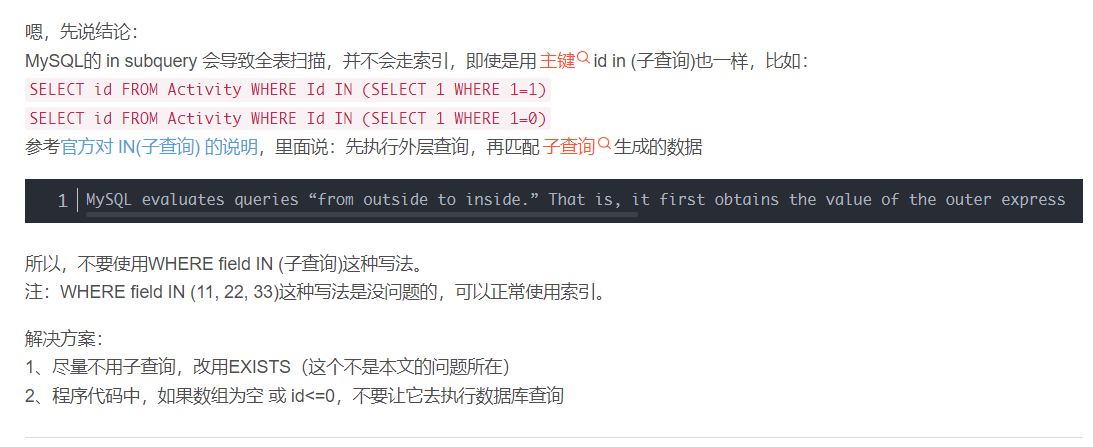 嗯，先说结论：
MySQL的 in subquery 会导致全表扫描，并不会走索引，即使是用 主键 id in (子查询)也一样，比如：
SELECT id FROM Activity WHERE Id IN (SELECT 1 WHERE 1=1)
SELECT id FROM Activity WHERE Id IN (SELECT 1 WHERE 1=0)
参考官方对 IN(子查询) 的说明，里面说：先执行外层查询，再匹配 子查询 生成的数据
1 MySQL evaluates queries “from outside to inside.” That is, it first obtains the value of the outer express
所以，不要使用WHERE field IN (子查询)这种写法。
注：WHERE field IN (11, 22, 33)这种写法是没问题的，可以正常使用索引。
解决方案：
1、尽量不用子查询，改用EXISTS（这个不是本文的问题所在）
2、程序代码中，如果数组为空 或 id<=0，不要让它去执行数据库查询